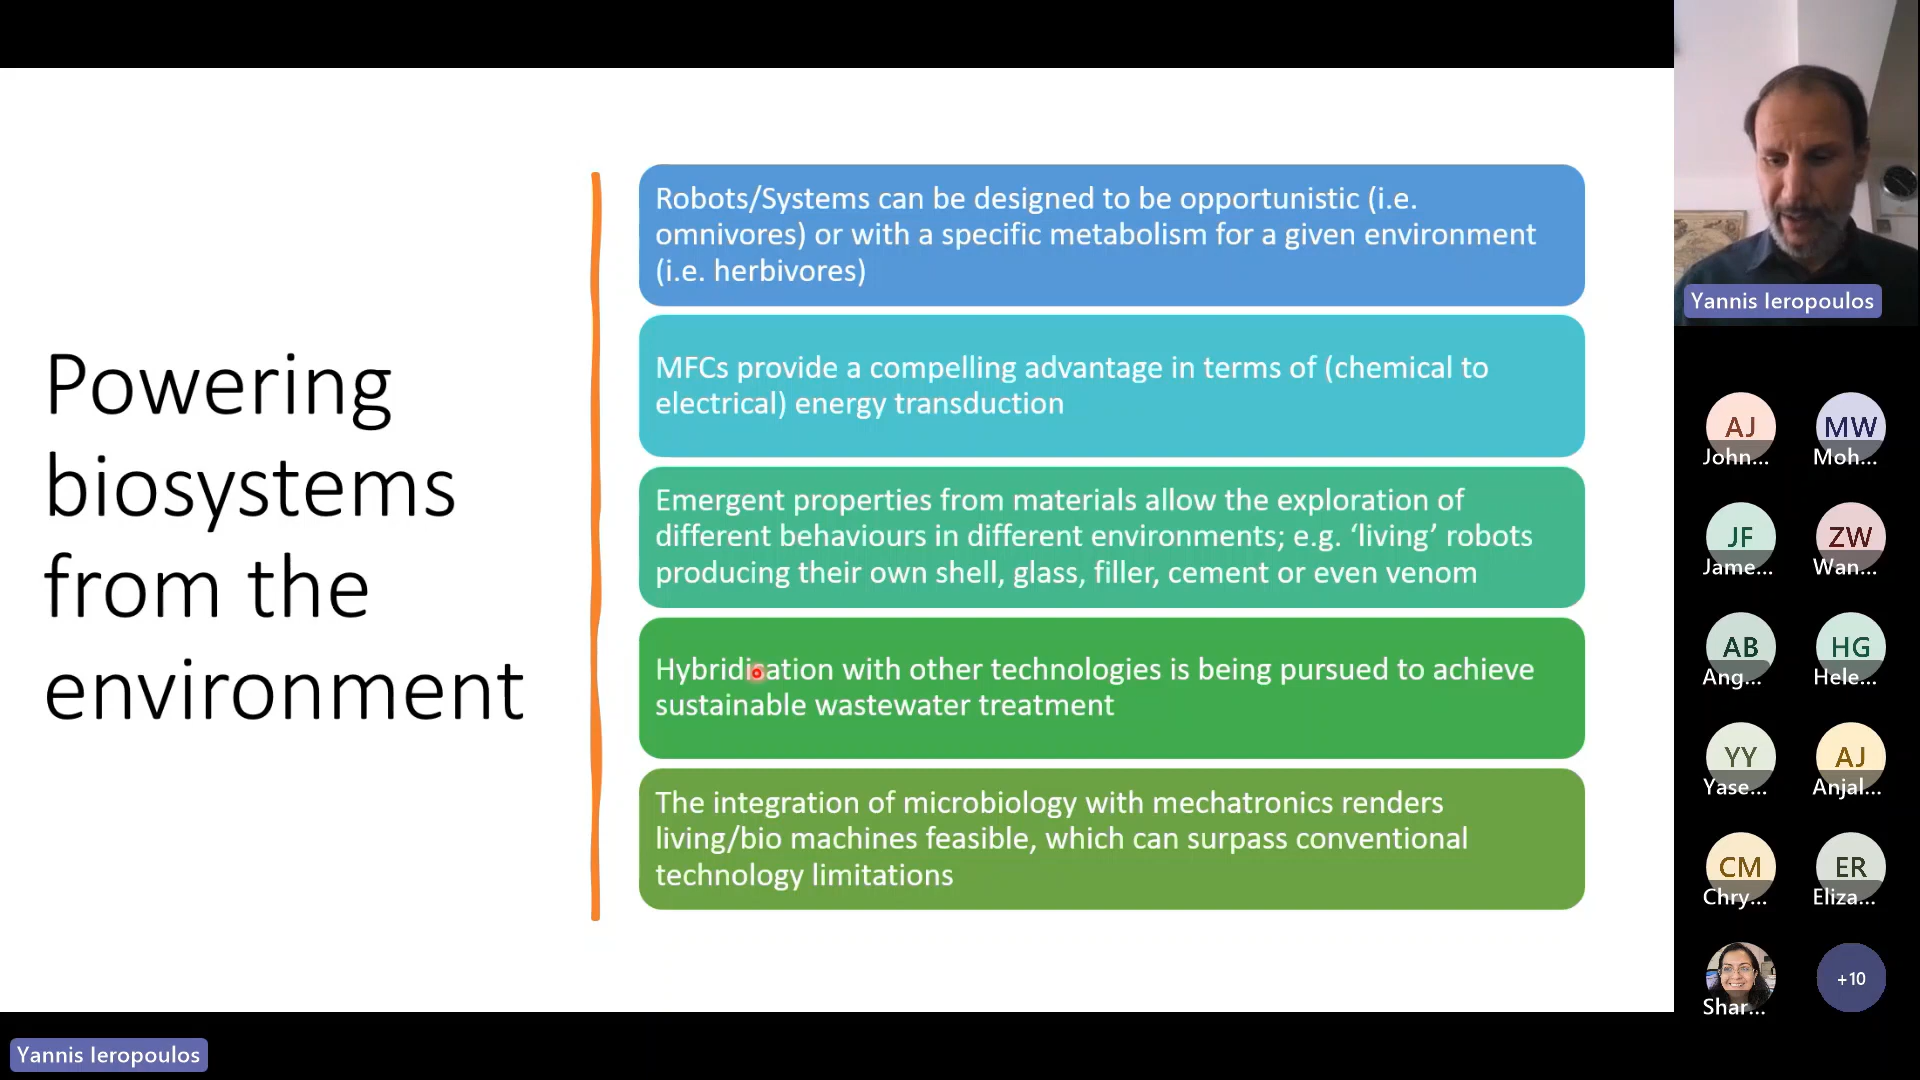 Powering
biosystems
from the
environment
Robots/Systems can be designed to be opportunistic (i.e.
omnivores) or with a specific metabolism for a given environment
(i.e. herbivores)
MFCs provide a compelling advantage in terms of (chemical to
electrical) energy transduction
Emergent properties from materials allow the exploration of
different behaviours in different environments; e.g. ‘living’ robots
producing their own shell, glass, filler, cement or even venom
Hybridisation with other technologies is being pursued to achieve
sustainable wastewater treatment
The integration of microbiology with mechatronics renders
living/bio machines feasible, which can surpass conventional
technology limitations
Yannis Ieropoulos
AJ MW
John... Moh...
JF ZW
Jame... Wan...
AB HG
Ang... Hele...
YY AJ
Yase... Anjal...
CM ER
Chry... Eliza...
+10
Shar...
Yannis Ieropoulos